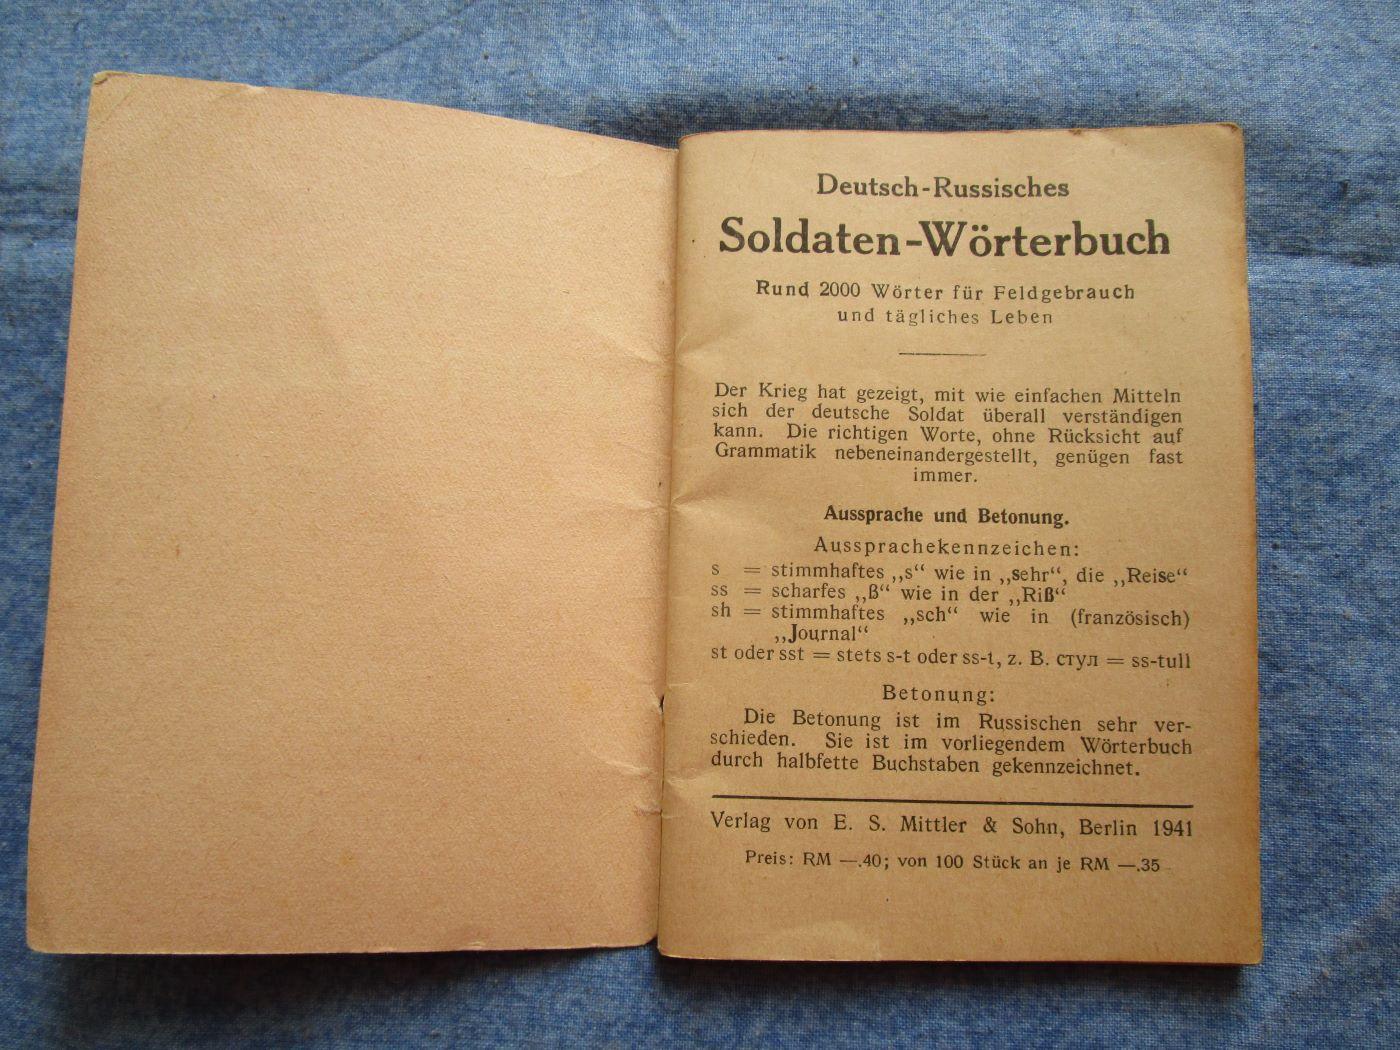 Deutsch-Russisches
Soldaten-Wörterbuch
Rund 2000 Wörter für Feldgebrauch
und tägliches Leben
Der Krieg hat gezeigt, mit wie einfachen Mitteln
sich der deutsche Soldat überall verständigen
kann. Die richtigen Worte, ohne Rücksicht auf
Grammatik nebeneinandergestellt, genügen fast
immer.
Aussprache und Betonung.
Aussprachekennzeichen:
s = stimmhaftes „s“ wie in „sehr“, die „Reise“
ss = scharfes „ß“ wie in der „Riß“
sh = stimmhaftes „sch“ wie in (französisch)
„Journal“
st oder sst = stets s-t oder ss-t, z. B. стул = ss-tull
Betonung:
Die Betonung ist im Russischen sehr ver-
schieden. Sie ist im vorliegendem Wörterbuch
durch halbfette Buchstaben gekennzeichnet.
Verlag von E. S. Mittler & Sohn, Berlin 1941
Preis: RM —.40; von 100 Stück an je RM —.35